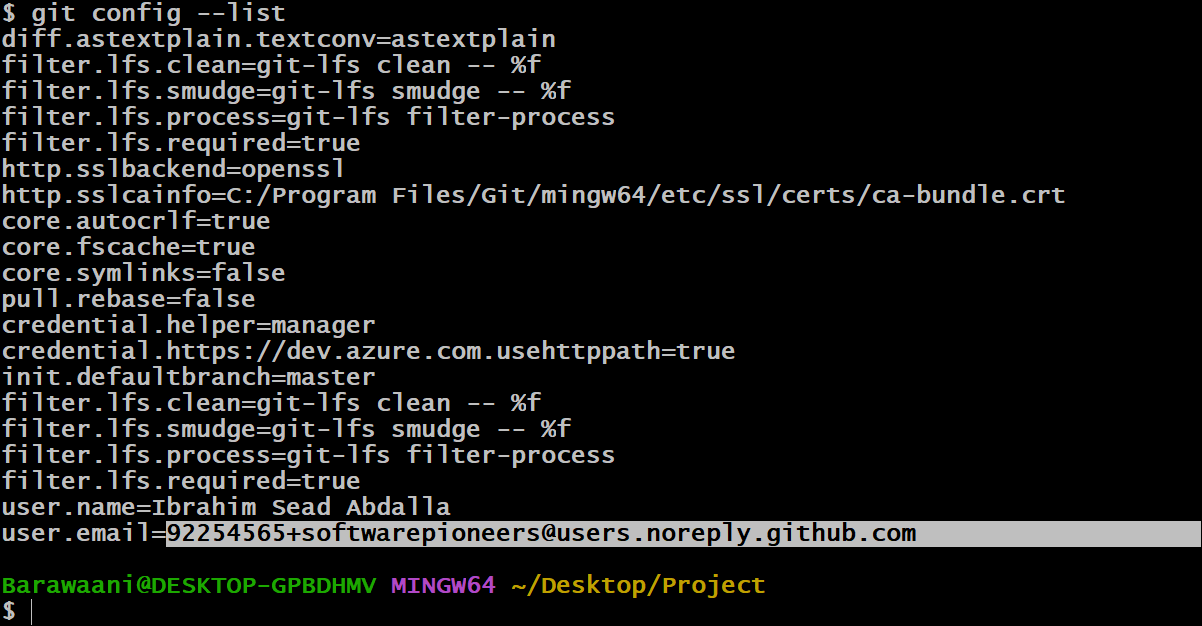 $ git config --list
diff.astextplain.textconv=astextplain
filter.lfs.clean=git-lfs clean -- %f
filter.lfs.smudge=git-lfs smudge -- %f
filter.lfs.process=git-lfs filter-process
filter.lfs.required=true
http.sslbackend=openssl
http.sslcainfo=C:/Program Files/Git/mingw64/etc/ssl/certs/ca-bundle.crt
core.autocrlf=true
core.fscache=true
core.symlinks=false
pull.rebase=false
credential.helper=manager
credential.https://dev.azure.com.usehttppath=true
init.defaultbranch=master
filter.lfs.clean=git-lfs clean -- %f
filter.lfs.smudge=git-lfs smudge -- %f
filter.lfs.process=git-lfs filter-process
filter.lfs.required=true
user.name=Ibrahim Sead Abdalla
user.email=92254565+softwarepioneers@users.noreply.github.com
Barawaani@DESKTOP-GPBDHMV MINGW64 ~/Desktop/Project
$